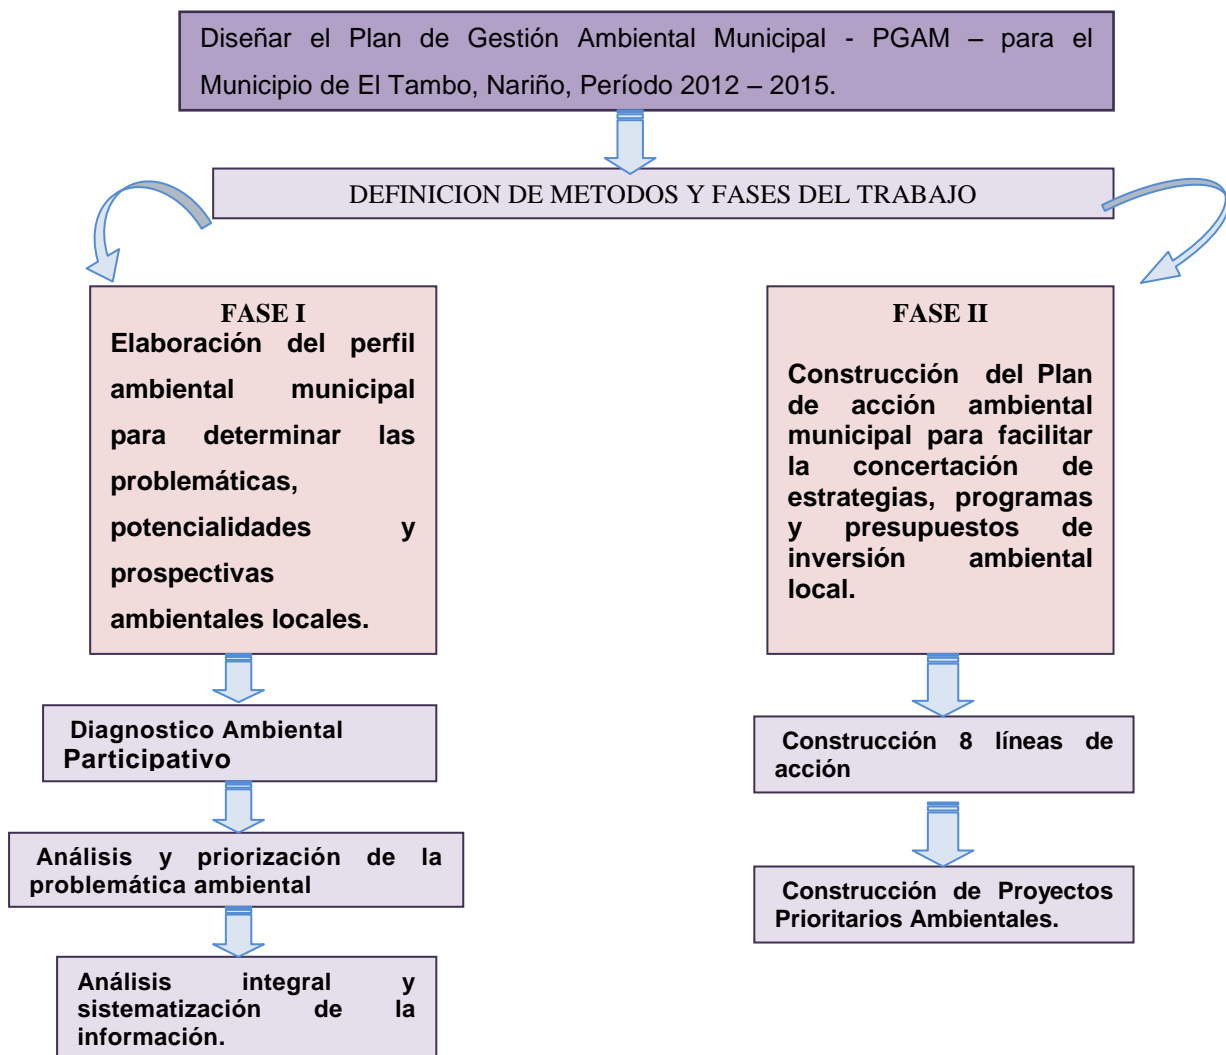 Diseñar el Plan de Gestión Ambiental Municipal - PGAM – para el
Municipio de El Tambo, Nariño, Período 2012 – 2015.
DEFINICION DE METODOS Y FASES DEL TRABAJO
FASE I
Elaboración del perfil
ambiental municipal
para determinar las
problemáticas,
potencialidades y
prospectivas
ambientales locales.
Diagnostico Ambiental
Participativo
Análisis y priorización de la
problemática ambiental
Análisis integral y
sistematización de la
información.
FASE II
Construcción del Plan
de acción ambiental
municipal para facilitar
la concertación de
estrategias, programas
y presupuestos de
inversión ambiental
local.
Construcción 8 líneas de
acción
Construcción de Proyectos
Prioritarios Ambientales.